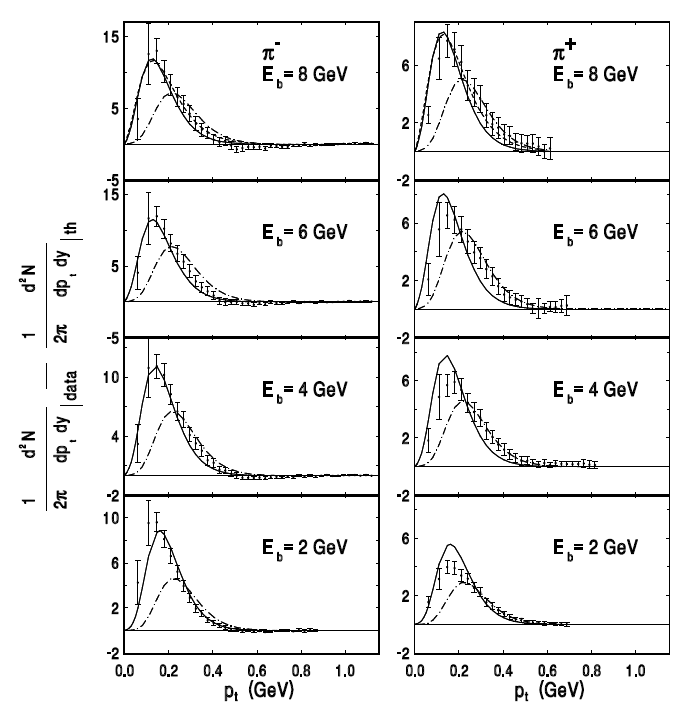 15
5
-5
π⁻
E_b = 8 GeV
6
2
-2
π⁺
E_b = 8 GeV
15
5
-5
E_b = 6 GeV
6
2
-2
E_b = 6 GeV
10
4
-2
E_b = 4 GeV
6
2
-2
E_b = 4 GeV
10
6
2
-2
E_b = 2 GeV
6
2
-2
E_b = 2 GeV
0.0 0.2 0.4 0.6 0.8 1.0
0.0 0.2 0.4 0.6 0.8 1.0
p_t (GeV)
p_t (GeV)
1/2π d²N/dp_t dy |data — 1/2π d²N/dp_t dy |th